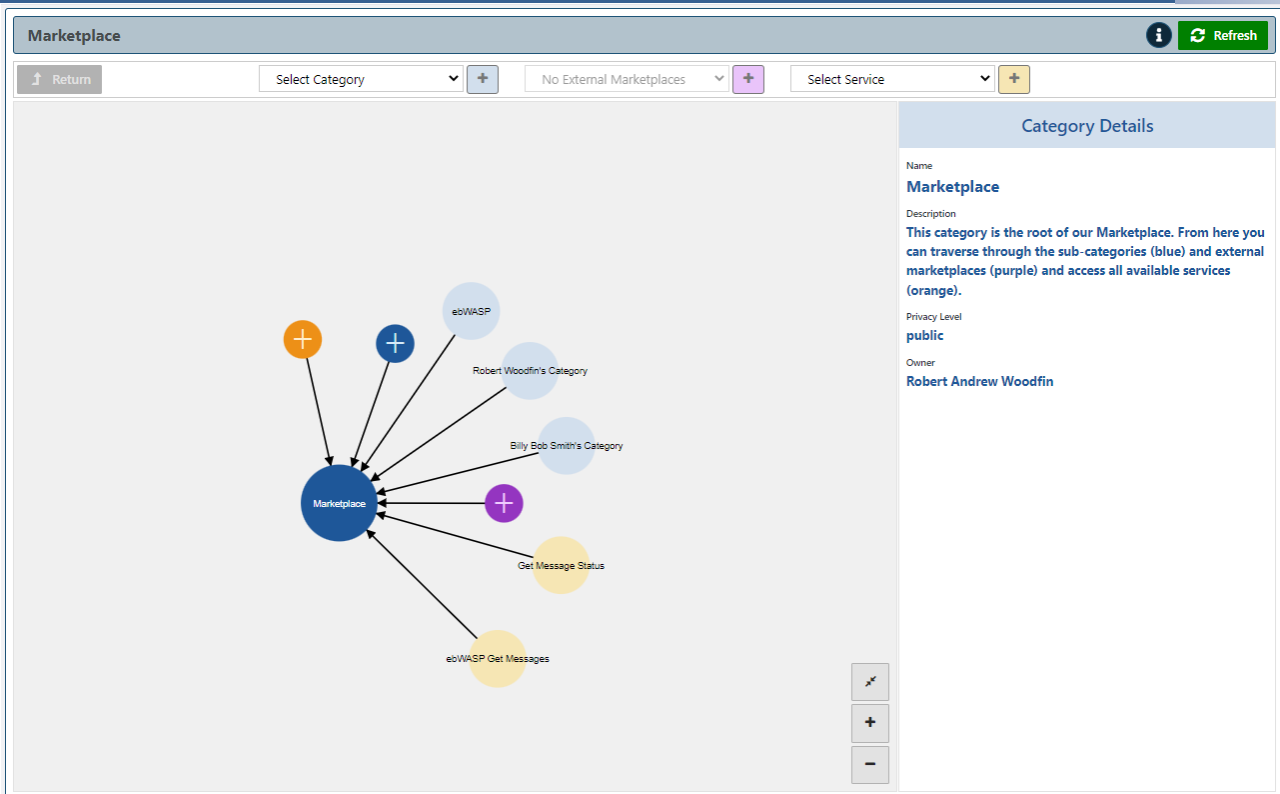 Marketplace
Refresh
Return
Select Category
+
No External Marketplaces
+
Select Service
+
Category Details
Name
Marketplace
Description
This category is the root of our Marketplace. From here you
can traverse through the sub-categories (blue) and external
marketplaces (purple) and access all available services
(orange).
Privacy Level
public
Owner
Robert Andrew Woodfin
ebWASP
Robert Woodfin's Category
Billy Bob Smith's Category
Marketplace
Get Message Status
ebWASP Get Messages